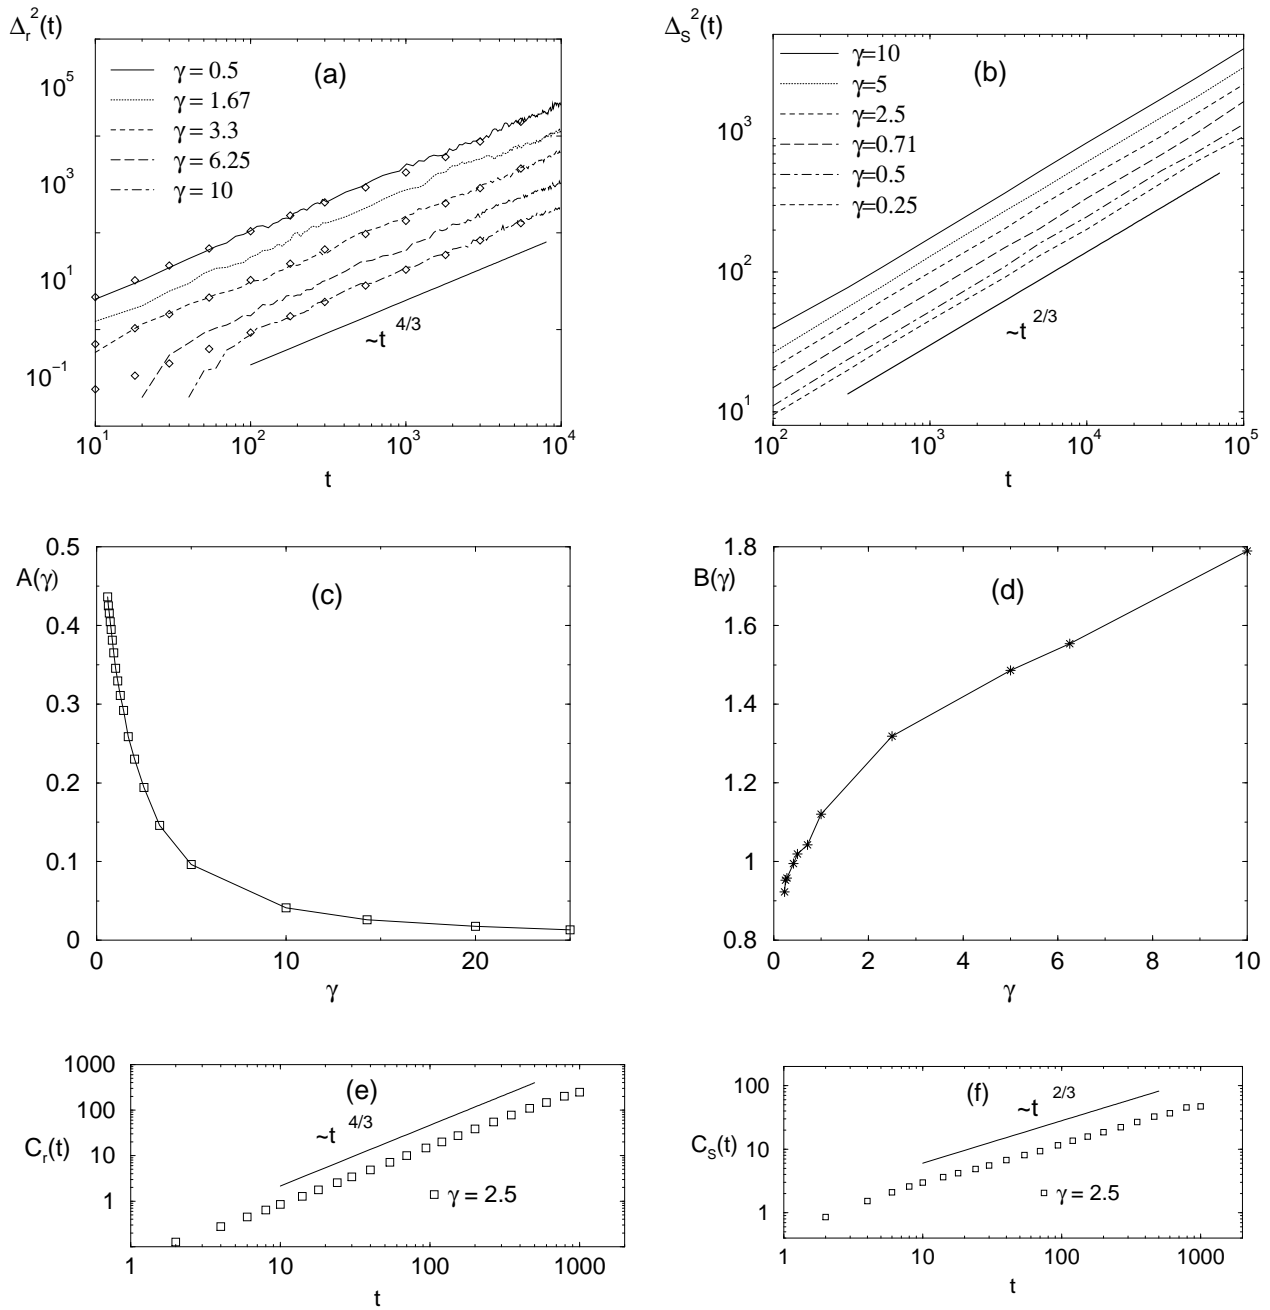 Δr²(t)
10⁵
10³
10¹
10⁻¹
γ = 0.5
γ = 1.67
γ = 3.3
γ = 6.25
γ = 10
(a)
~t 4/3
10¹ 10² 10³ 10⁴
t
ΔS²(t)
10³
10²
10¹
γ=10
γ=5
γ=2.5
γ=0.71
γ=0.5
γ=0.25
(b)
~t 2/3
10² 10³ 10⁴ 10⁵
t
0.5
A(γ)
0.4
0.3
0.2
0.1
0
(c)
0 10 20
γ
1.8
B(γ)
1.6
1.4
1.2
1
0.8
(d)
0 2 4 6 8 10
γ
1000
100
Cr(t)
10
1
(e)
~t 4/3
γ = 2.5
1 10 100 1000
t
100
CS(t)
10
1
(f)
~t 2/3
γ = 2.5
1 10 100 1000
t